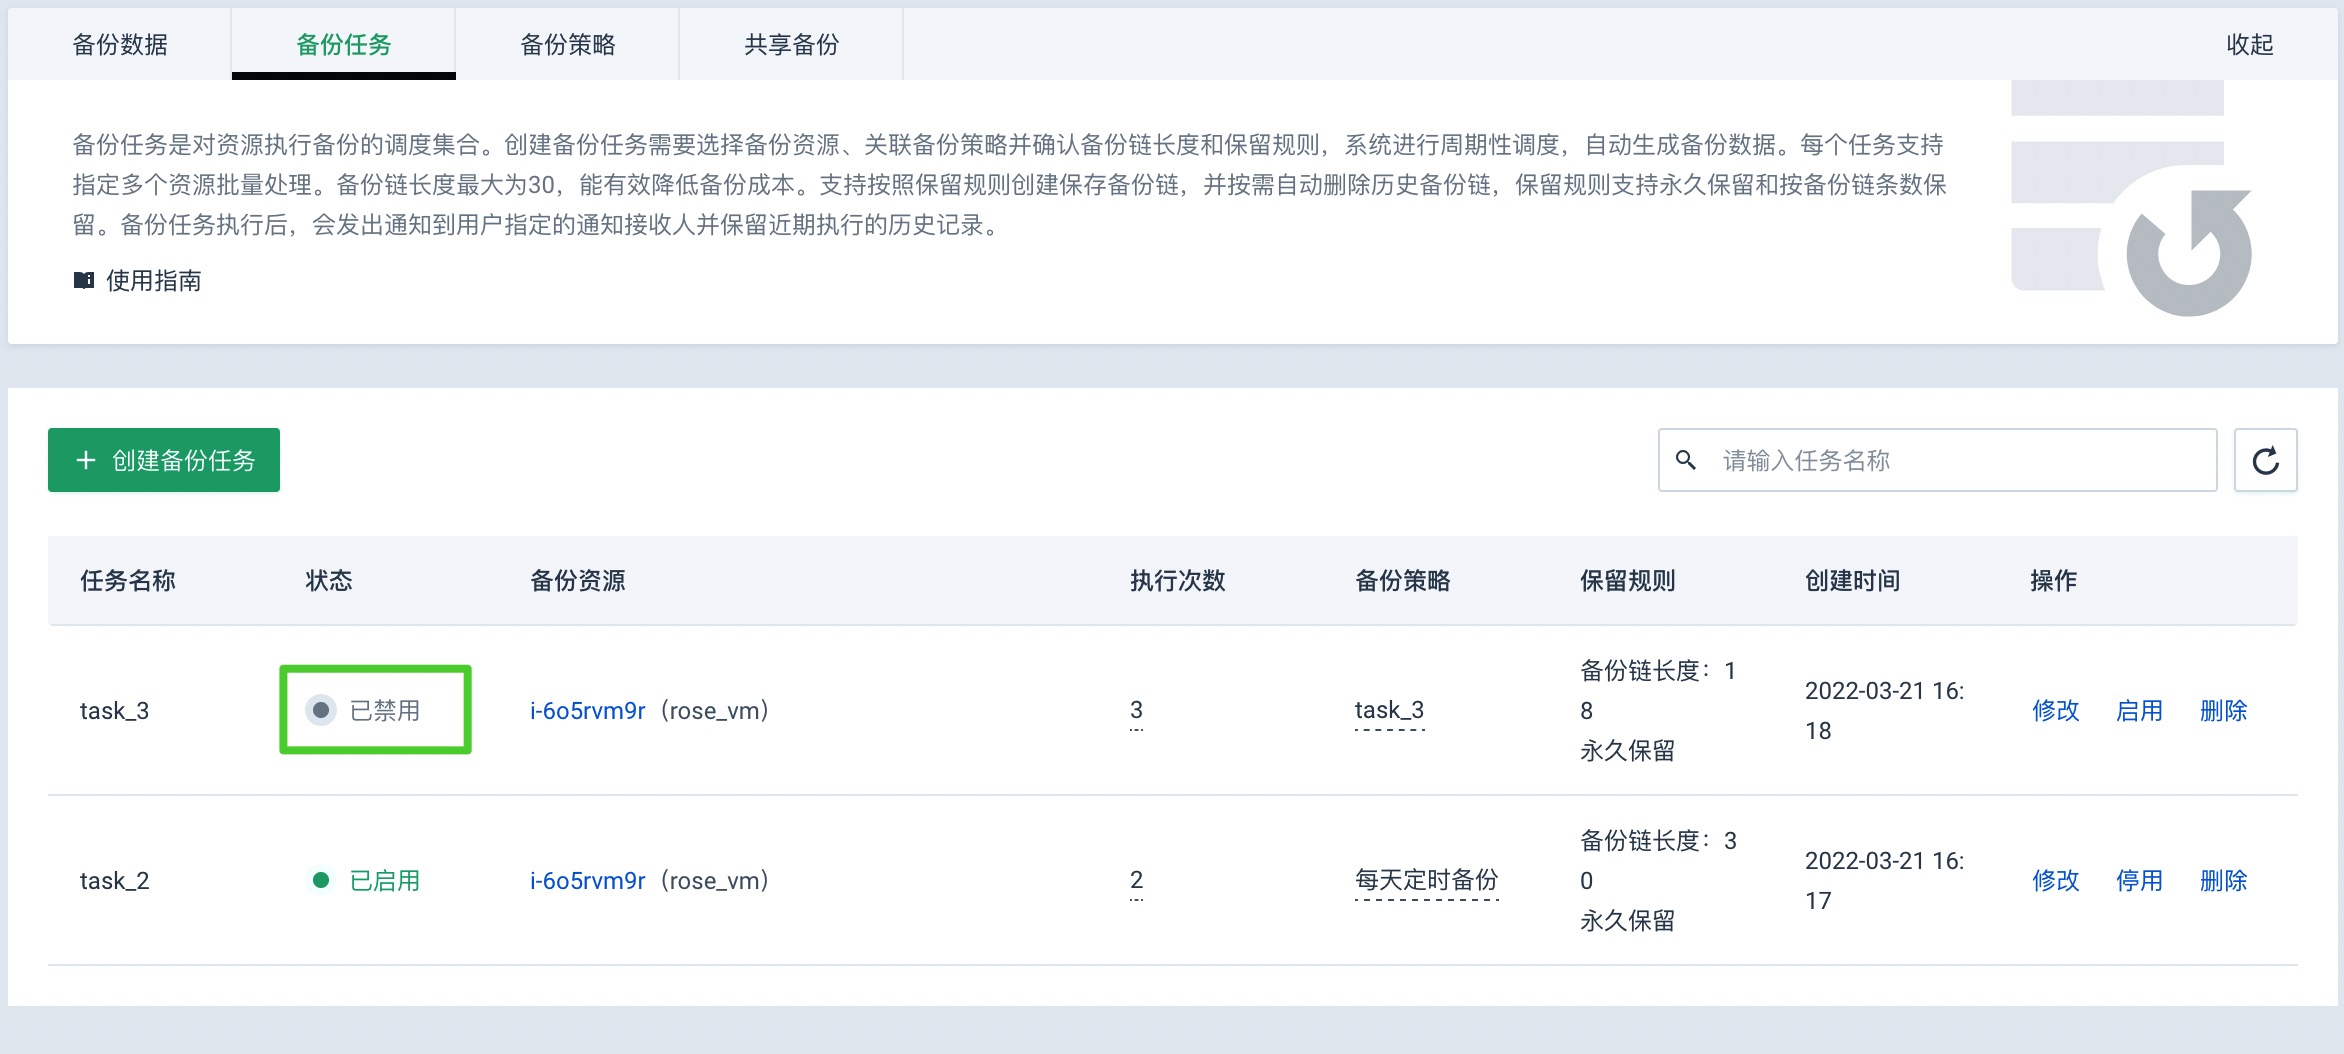 备份数据
备份任务
备份策略
共享备份
收起
备份任务是对资源执行备份的调度集合。创建备份任务需要选择备份资源、关联备份策略并确认备份链长度和保留规则，系统进行周期性调度，自动生成备份数据。每个任务支持
指定多个资源批量处理。备份链长度最大为30，能有效降低备份成本。支持按照保留规则创建保存备份链，并按需自动删除历史备份链，保留规则支持永久保留和按备份链条数保
留。备份任务执行后，会发出通知到用户指定的通知接收人并保留近期执行的历史记录。
使用指南
+ 创建备份任务
请输入任务名称
任务名称
状态
备份资源
执行次数
备份策略
保留规则
创建时间
操作
task_3
已禁用
i-6o5rvm9r（rose_vm）
3
task_3
备份链长度：1
8
永久保留
2022-03-21 16:
18
修改
启用
删除
task_2
已启用
i-6o5rvm9r（rose_vm）
2
每天定时备份
备份链长度：3
0
永久保留
2022-03-21 16:
17
修改
停用
删除